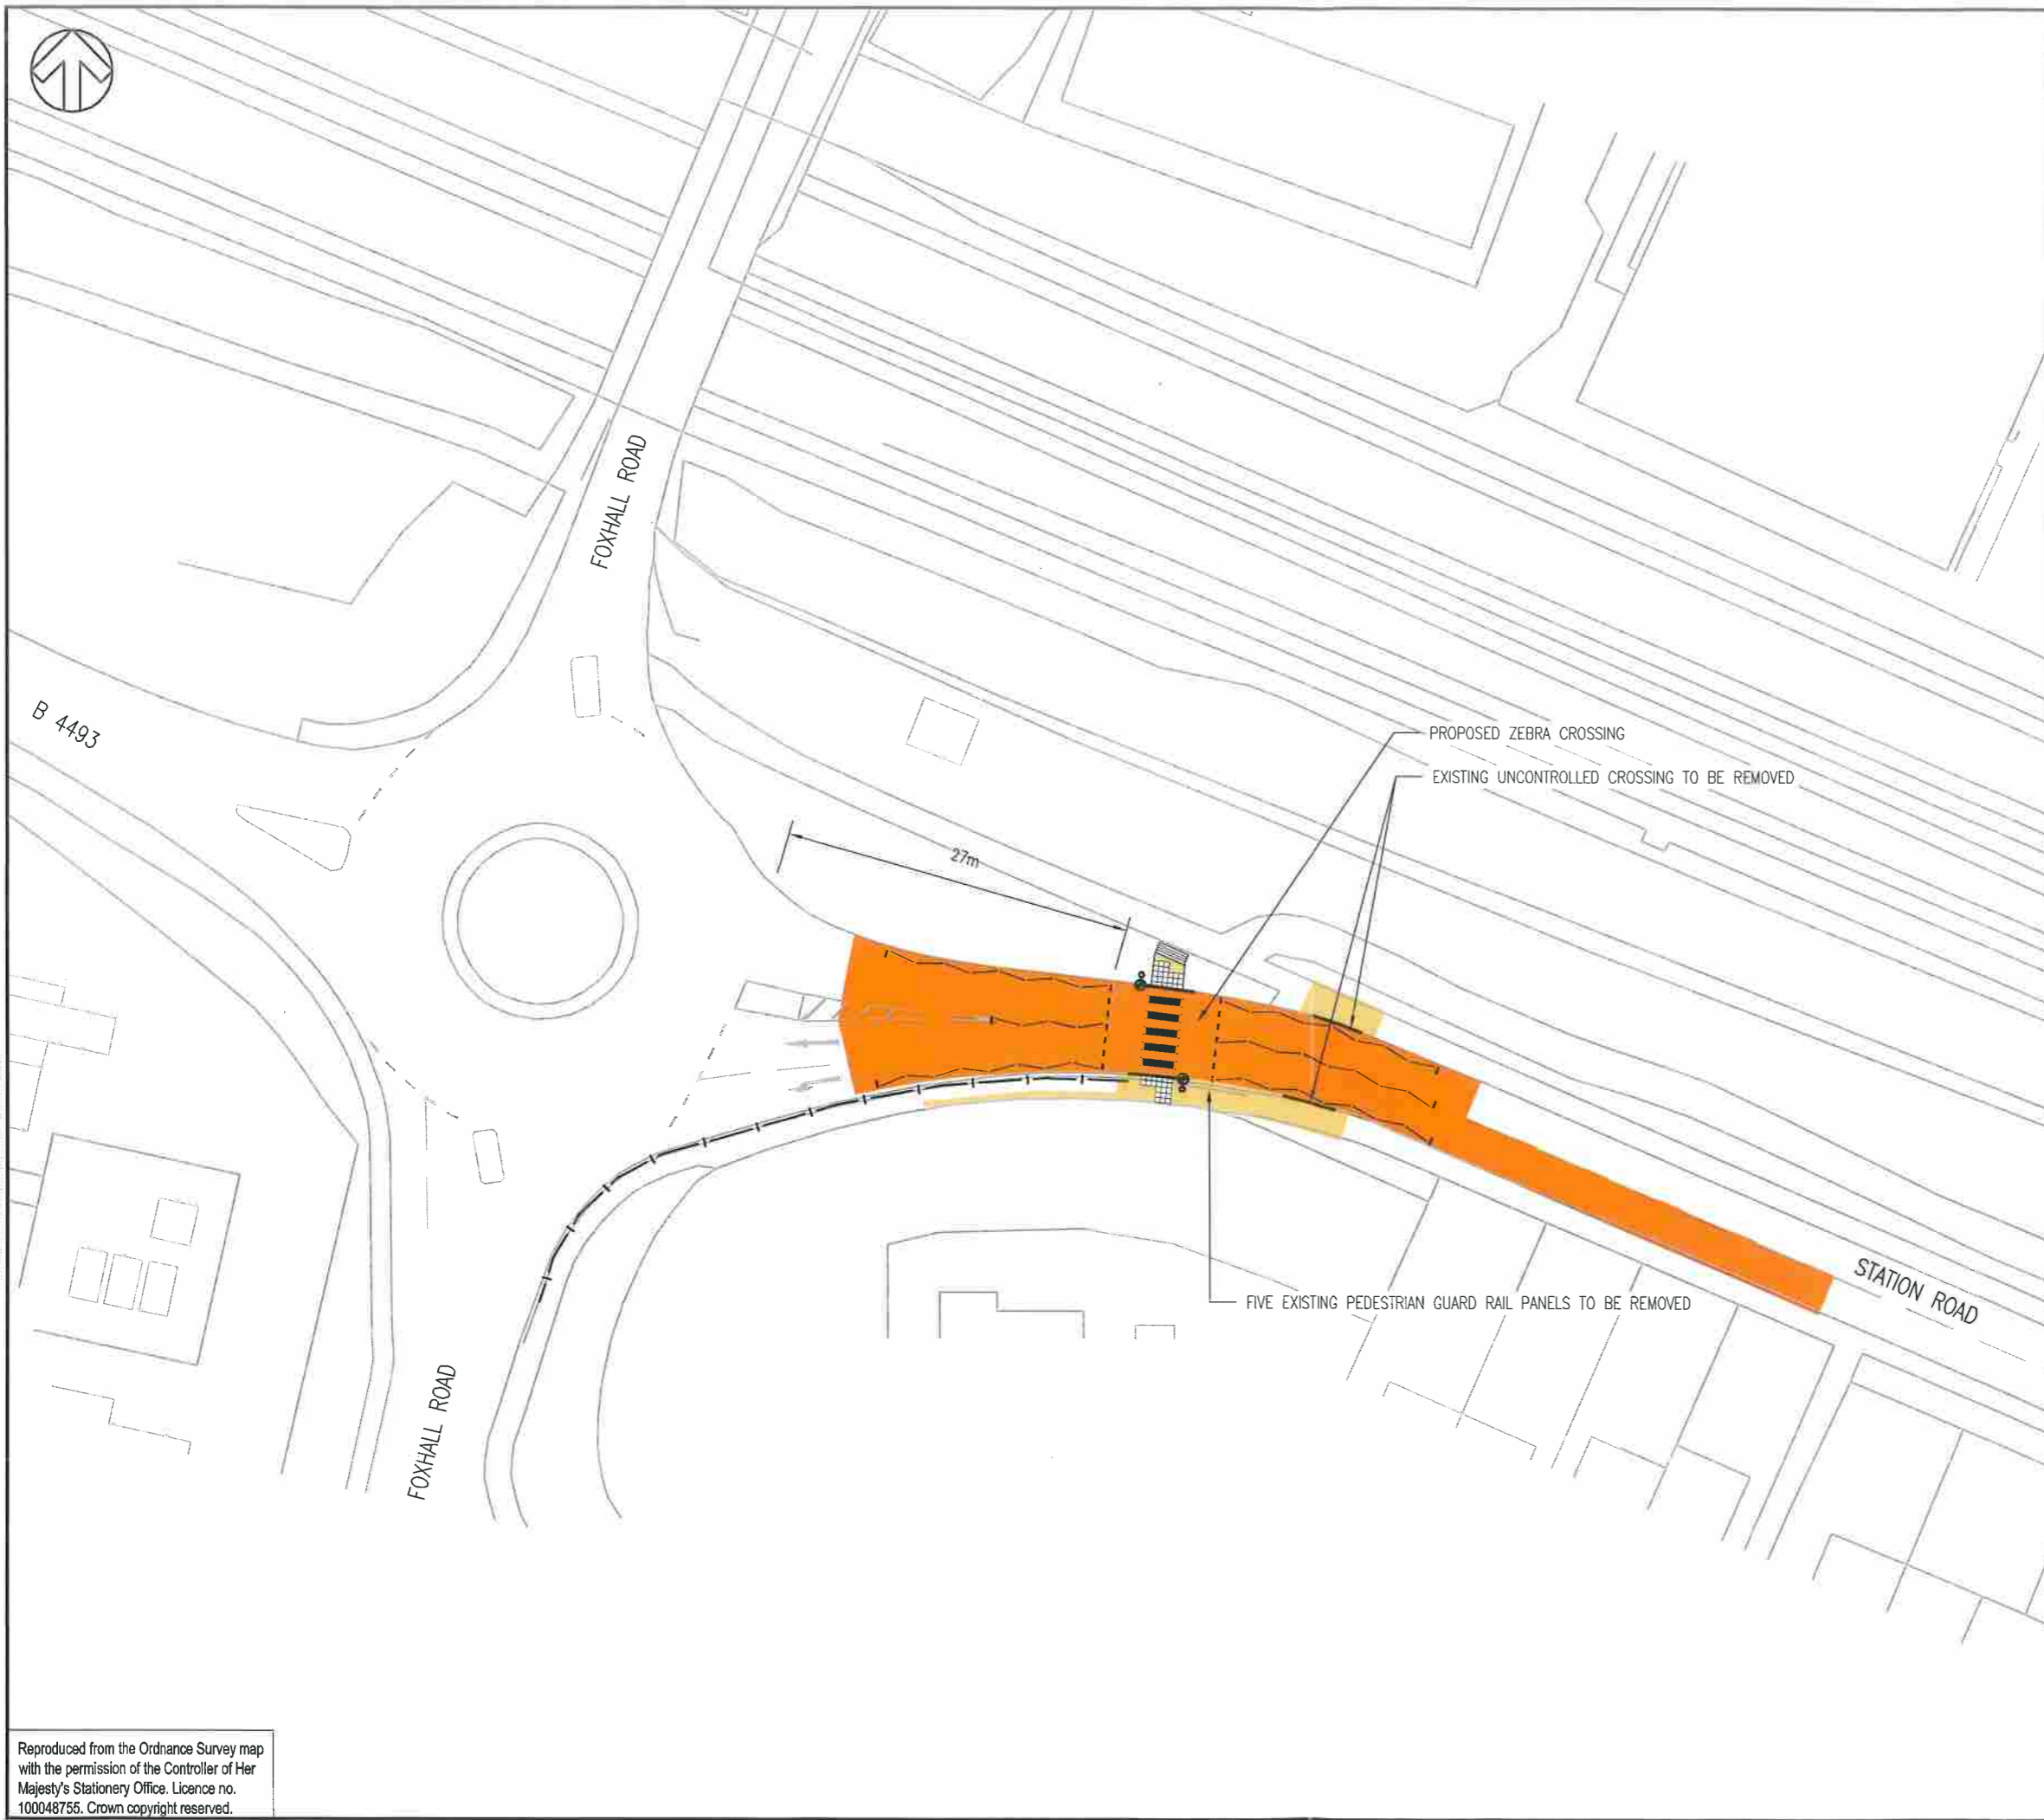 FOXHALL ROAD
B 4493
PROPOSED ZEBRA CROSSING
EXISTING UNCONTROLLED CROSSING TO BE REMOVED
27m
STATION ROAD
FIVE EXISTING PEDESTRIAN GUARD RAIL PANELS TO BE REMOVED
FOXHALL ROAD
Reproduced from the Ordnance Survey map
with the permission of the Controller of Her
Majesty's Stationery Office. Licence no.
100048755. Crown copyright reserved.